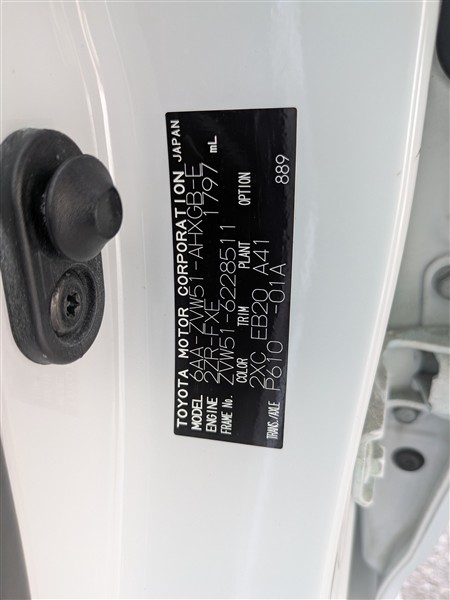 TOYOTA MOTOR CORPORATION JAPAN
MODEL 6AA-ZVW51-AHXGB-E
ENGINE 2ZR-FXE 1797 mL
FRAME No. ZVW51-6228511
COLOR TRIM PLANT OPTION
2XC EB20 A41 889
TRANS./AXLE P610 -01A